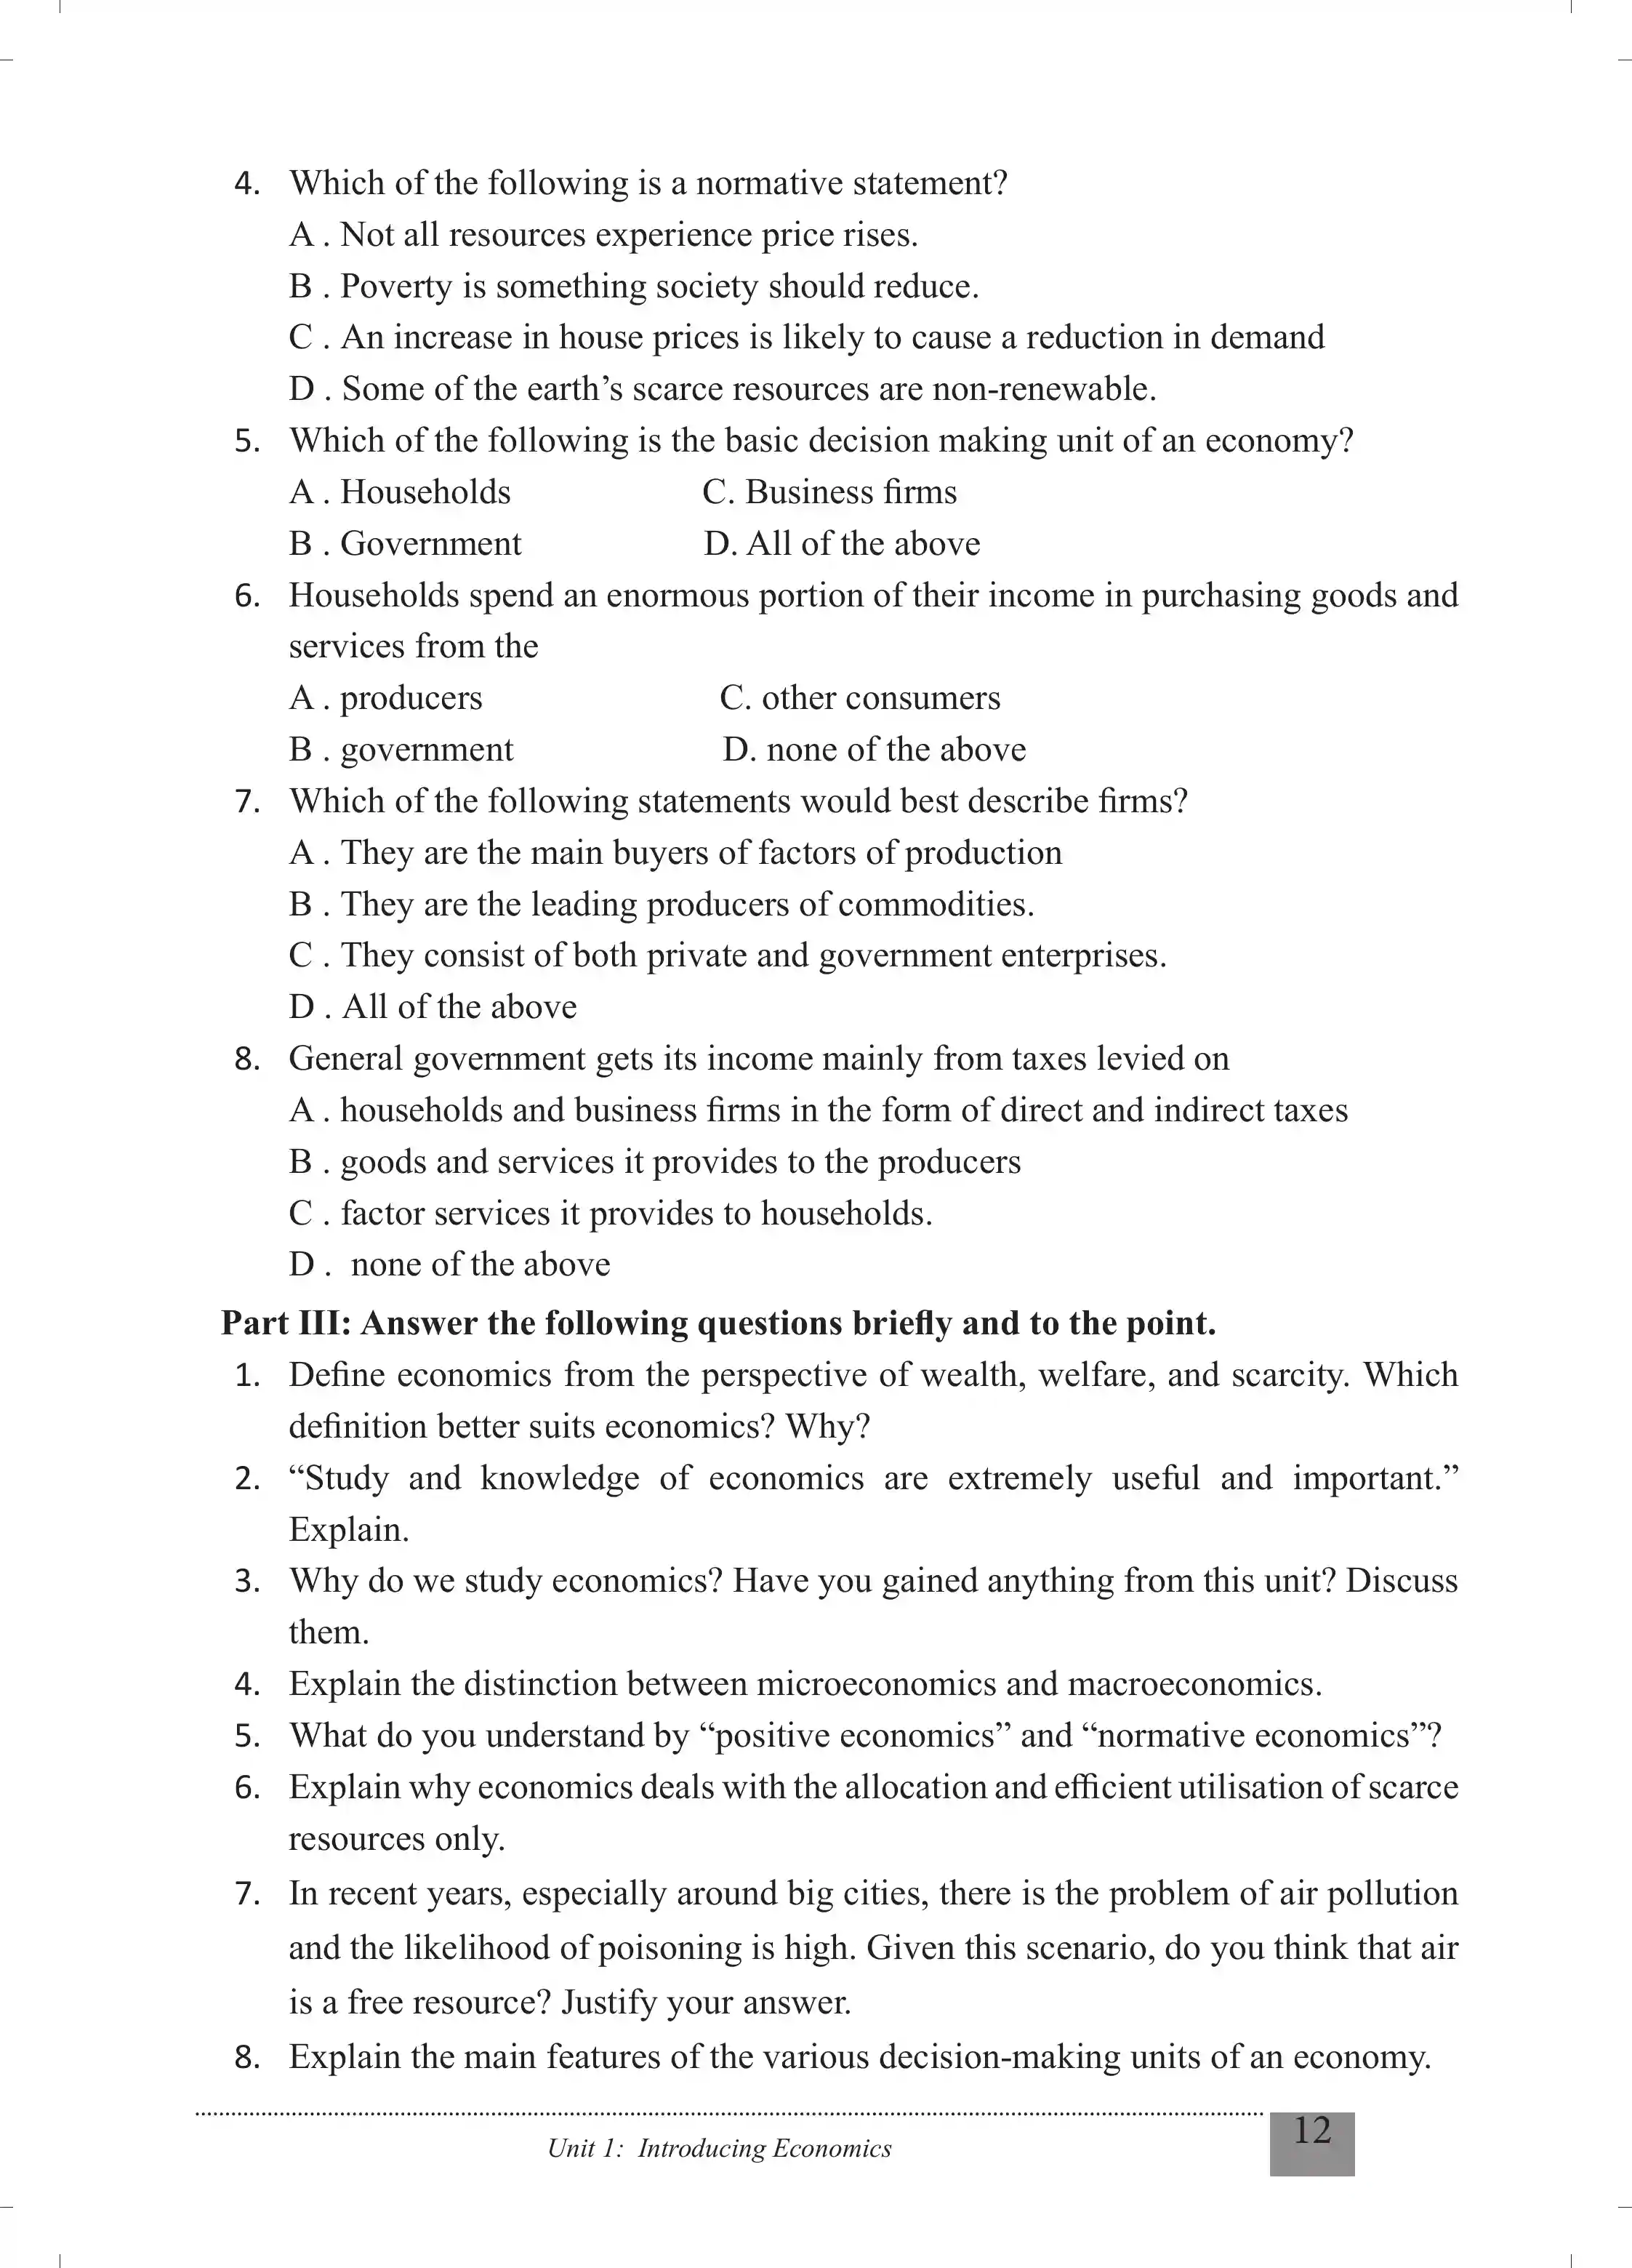 4. Which of the following is a normative statement?
A . Not all resources experience price rises.
B . Poverty is something society should reduce.
C . An increase in house prices is likely to cause a reduction in demand
D . Some of the earth’s scarce resources are non-renewable.
5. Which of the following is the basic decision making unit of an economy?
A . Households C. Business firms
B . Government D. All of the above
6. Households spend an enormous portion of their income in purchasing goods and
services from the
A . producers C. other consumers
B . government D. none of the above
7. Which of the following statements would best describe firms?
A . They are the main buyers of factors of production
B . They are the leading producers of commodities.
C . They consist of both private and government enterprises.
D . All of the above
8. General government gets its income mainly from taxes levied on
A . households and business firms in the form of direct and indirect taxes
B . goods and services it provides to the producers
C . factor services it provides to households.
D . none of the above
Part III: Answer the following questions briefly and to the point.
1. Define economics from the perspective of wealth, welfare, and scarcity. Which
definition better suits economics? Why?
2. “Study and knowledge of economics are extremely useful and important.”
Explain.
3. Why do we study economics? Have you gained anything from this unit? Discuss
them.
4. Explain the distinction between microeconomics and macroeconomics.
5. What do you understand by “positive economics” and “normative economics”?
6. Explain why economics deals with the allocation and efficient utilisation of scarce
resources only.
7. In recent years, especially around big cities, there is the problem of air pollution
and the likelihood of poisoning is high. Given this scenario, do you think that air
is a free resource? Justify your answer.
8. Explain the main features of the various decision-making units of an economy.
Unit 1: Introducing Economics 12